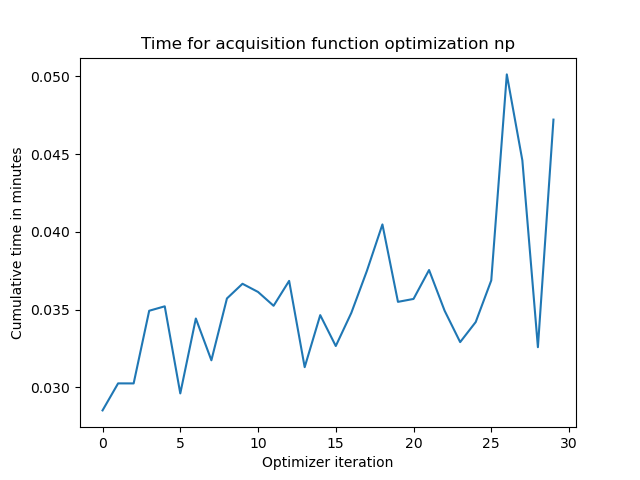 Time for acquisition function optimization np
0.050
0.045
0.040
0.035
0.030
Cumulative time in minutes
0 5 10 15 20 25 30
Optimizer iteration